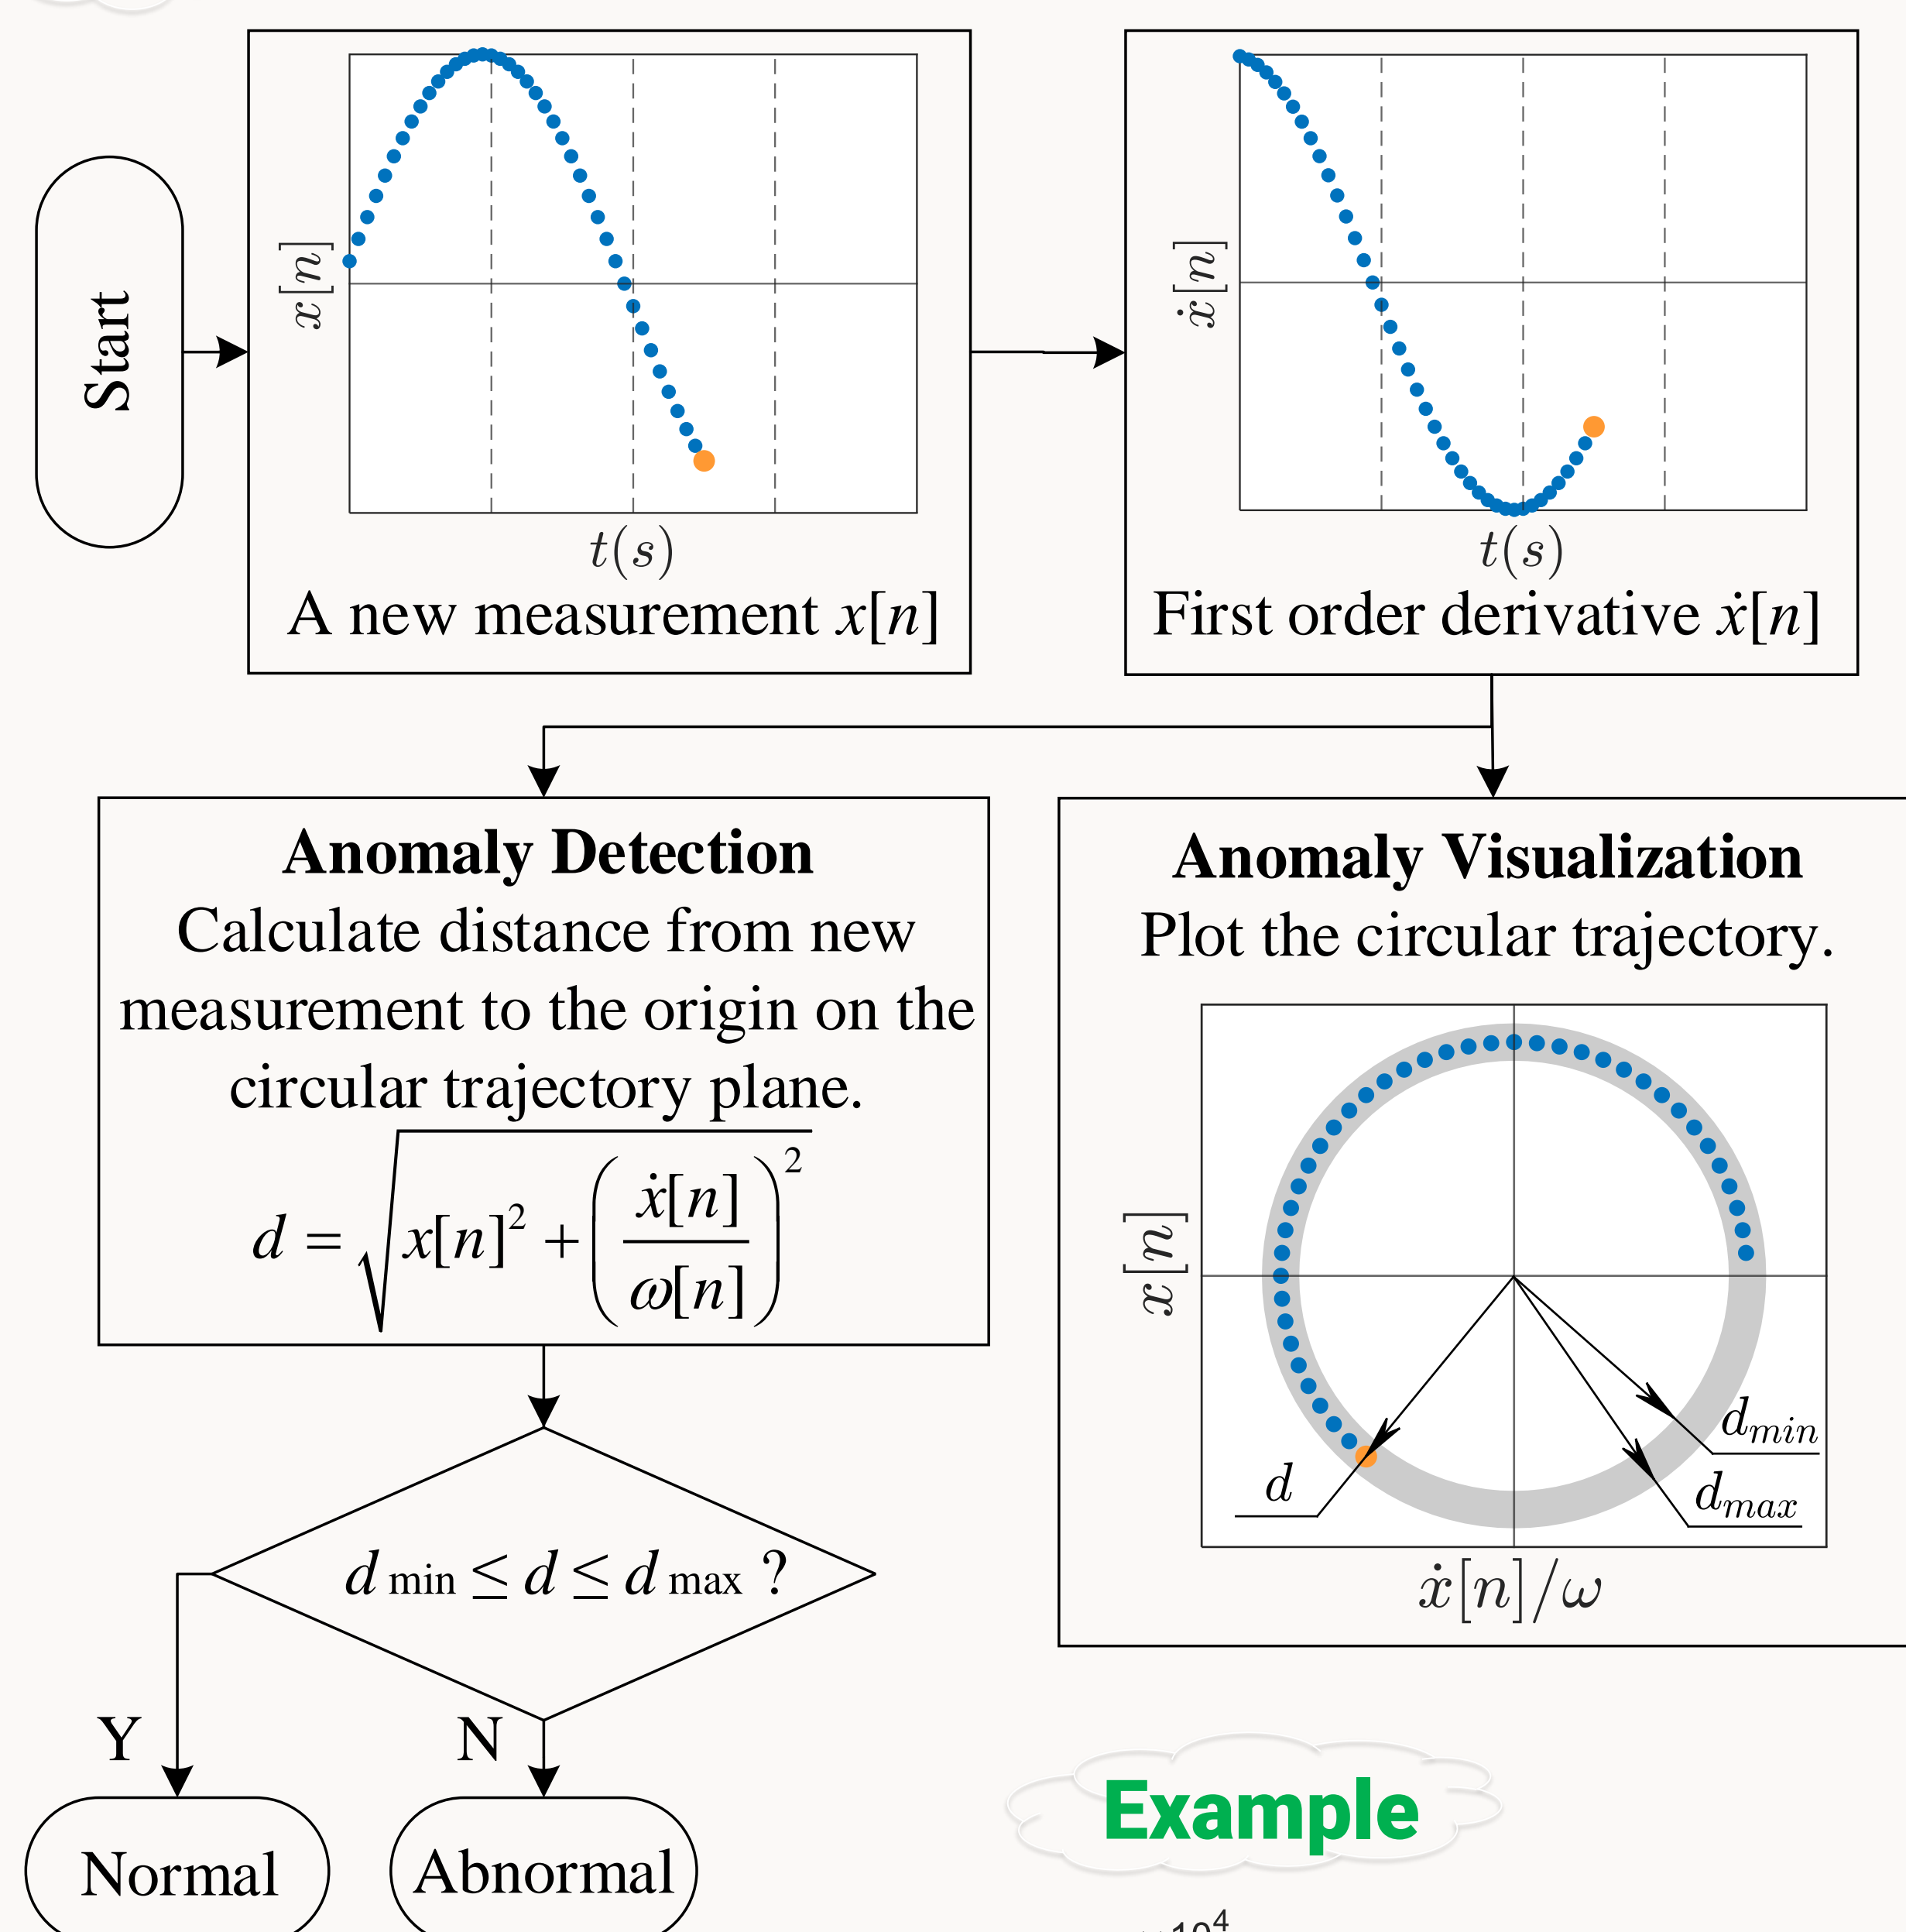 Start
x[n]
t(s)
A new measurement x[n]
ẋ[n]
t(s)
First order derivative ẋ[n]
Anomaly Detection
Calculate distance from new
measurement to the origin on the
circular trajectory plane.
d = √(x[n]² + (ẋ[n]/ω[n])²)
d min ≤ d ≤ d max ?
Y
N
Normal
Abnormal
Anomaly Visualization
Plot the circular trajectory.
x[n]
d
d_min
d_max
ẋ[n]/ω
Example